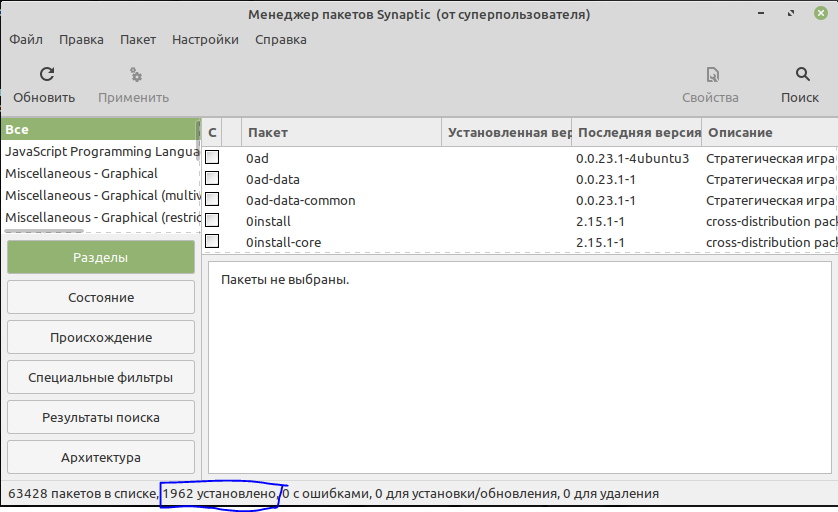 Менеджер пакетов Synaptic (от суперпользователя)
Файл Правка Пакет Настройки Справка
Обновить Применить Свойства Поиск
Все
JavaScript Programming Langua
Miscellaneous - Graphical
Miscellaneous - Graphical (multiv
Miscellaneous - Graphical (restric
Разделы
Состояние
Происхождение
Специальные фильтры
Результаты поиска
Архитектура
С Пакет Установленная вер Последняя версия Описание
0ad 0.0.23.1-4ubuntu3 Стратегическая игра
0ad-data 0.0.23.1-1 Стратегическая игра
0ad-data-common 0.0.23.1-1 Стратегическая игра
0install 2.15.1-1 cross-distribution pack
0install-core 2.15.1-1 cross-distribution pack
Пакеты не выбраны.
63428 пакетов в списке, 1962 установлено, 0 с ошибками, 0 для установки/обновления, 0 для удаления